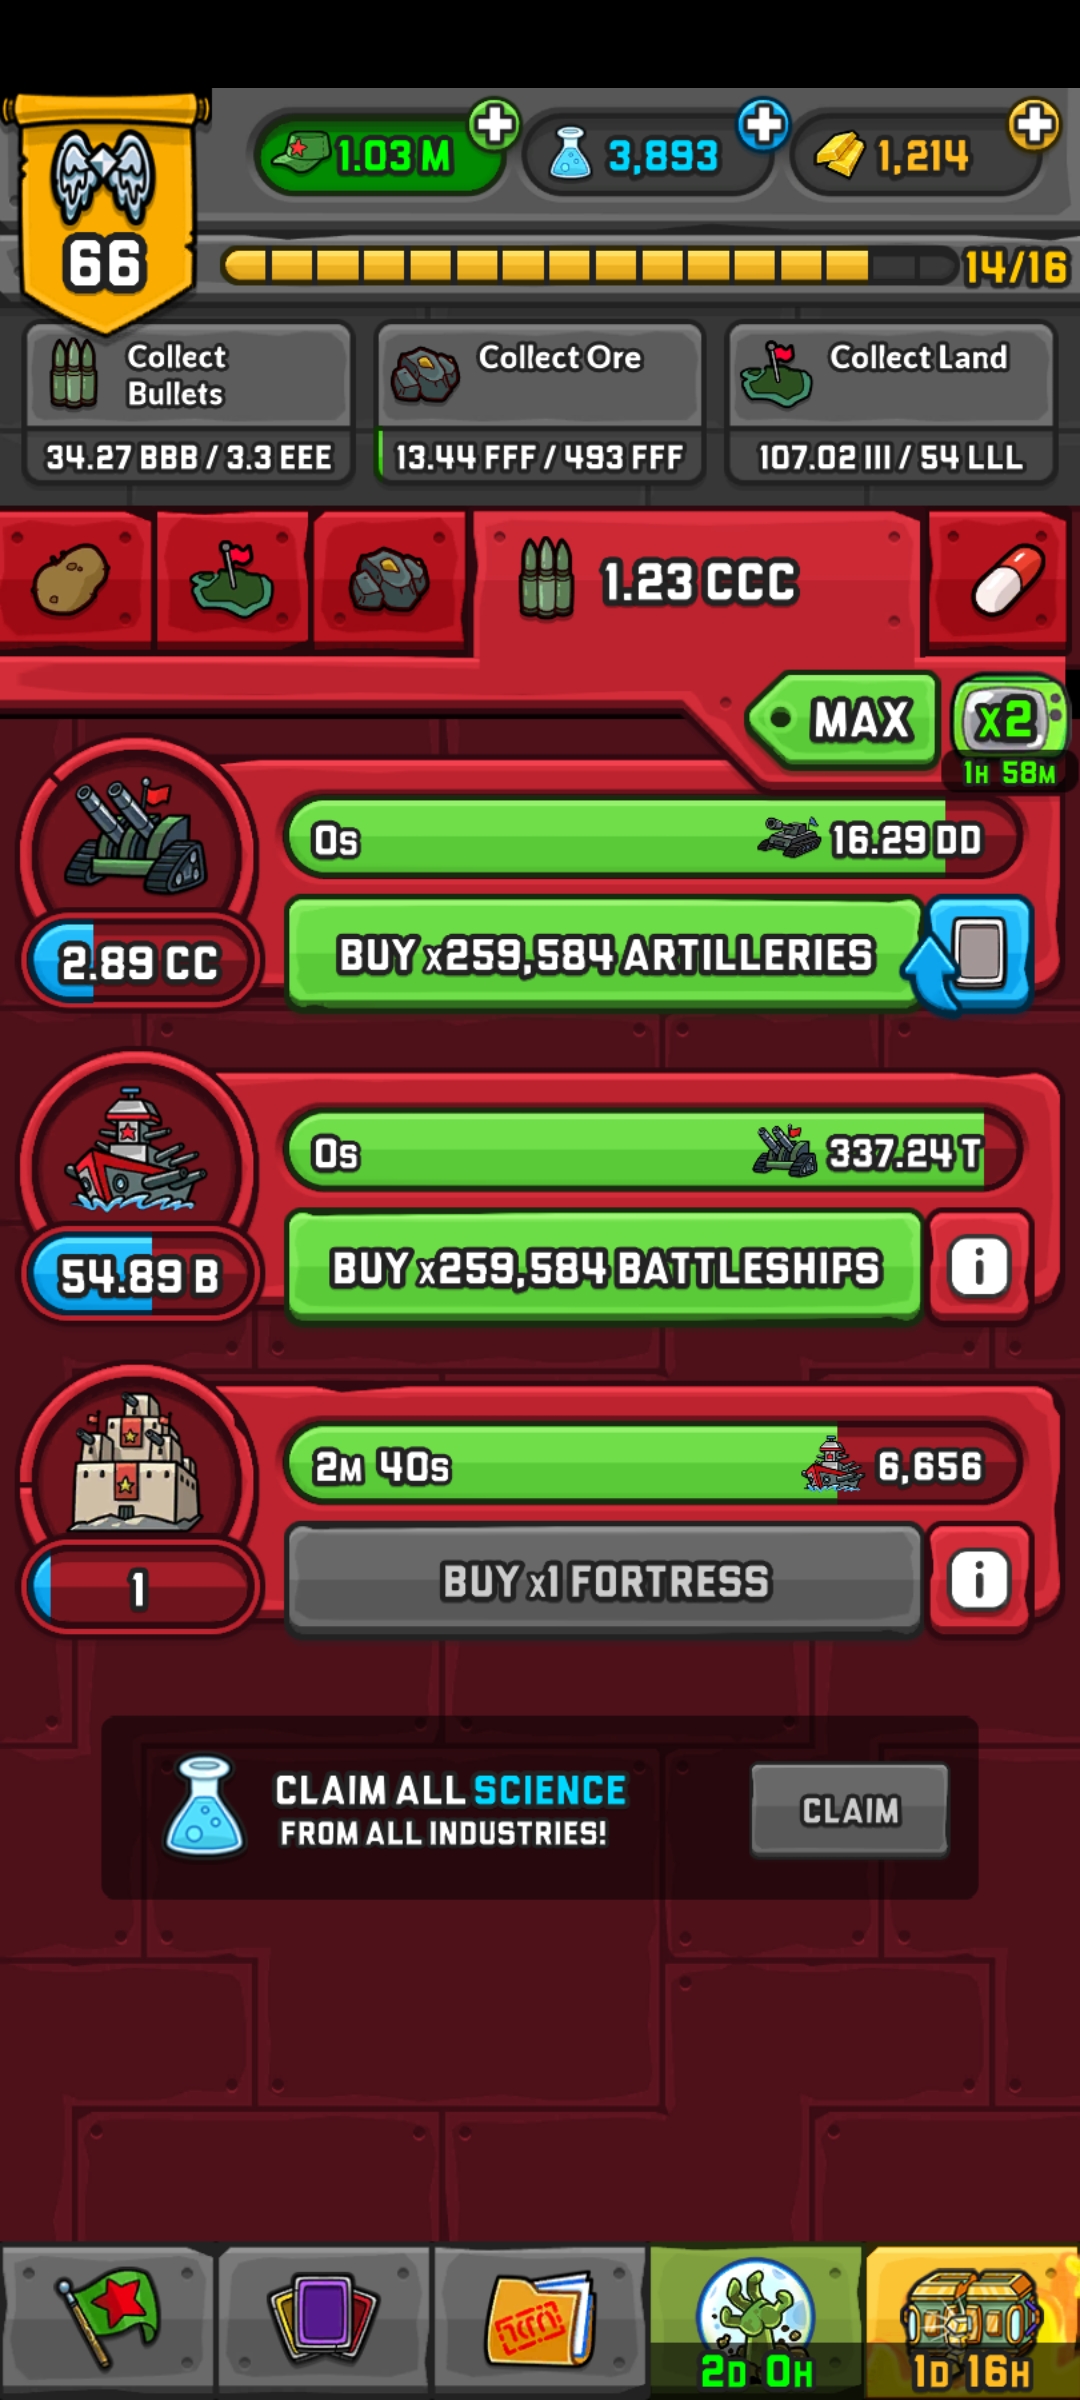 1.03 M
3,893
1,214
66
14/16
Collect
Bullets
34.27 BBB / 3.3 EEE
Collect Ore
13.44 FFF / 493 FFF
Collect Land
107.02 III / 54 LLL
1.23 CCC
MAX
x2
1H 58M
0s
16.29 DD
2.89 CC
BUY x259,584 ARTILLERIES
0s
337.24 T
54.89 B
BUY x259,584 BATTLESHIPS
i
2M 40s
6,656
1
BUY x1 FORTRESS
i
CLAIM ALL SCIENCE
FROM ALL INDUSTRIES!
CLAIM
2D 0H
1D 16H